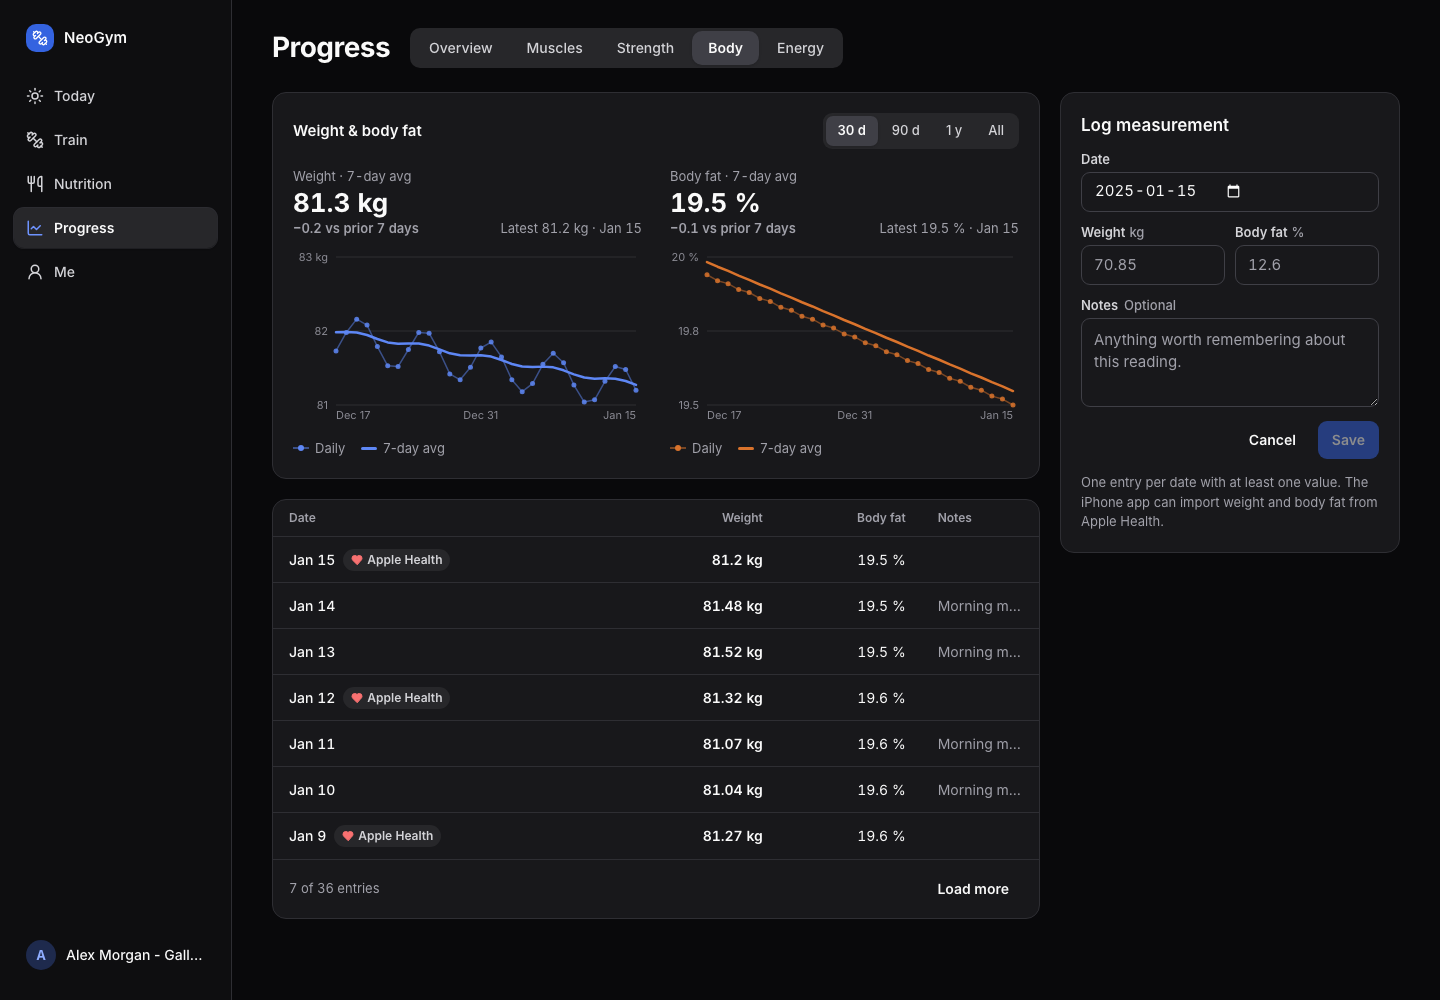 NeoGym
Today
Train
Nutrition
Progress
Me
Alex Morgan - Gall...
A
Progress
Overview
Muscles
Strength
Body
Energy
Weight & body fat
30 d
90 d
1 y
All
Weight · 7-day avg
81.3 kg
−0.2 vs prior 7 days
Latest 81.2 kg · Jan 15
83 kg
82
81
Dec 17
Dec 31
Jan 15
Daily
7-day avg
Body fat · 7-day avg
19.5 %
−0.1 vs prior 7 days
Latest 19.5 % · Jan 15
20 %
19.8
19.5
Dec 17
Dec 31
Jan 15
Daily
7-day avg
Date Weight Body fat Notes
Jan 15 Apple Health 81.2 kg 19.5 %
Jan 14 81.48 kg 19.5 % Morning m...
Jan 13 81.52 kg 19.5 % Morning m...
Jan 12 Apple Health 81.32 kg 19.6 %
Jan 11 81.07 kg 19.6 % Morning m...
Jan 10 81.04 kg 19.6 % Morning m...
Jan 9 Apple Health 81.27 kg 19.6 %
7 of 36 entries
Load more
Log measurement
Date
2025-01-15
Weight kg
70.85
Body fat %
12.6
Notes Optional
Anything worth remembering about
this reading.
Cancel
Save
One entry per date with at least one value. The
iPhone app can import weight and body fat from
Apple Health.